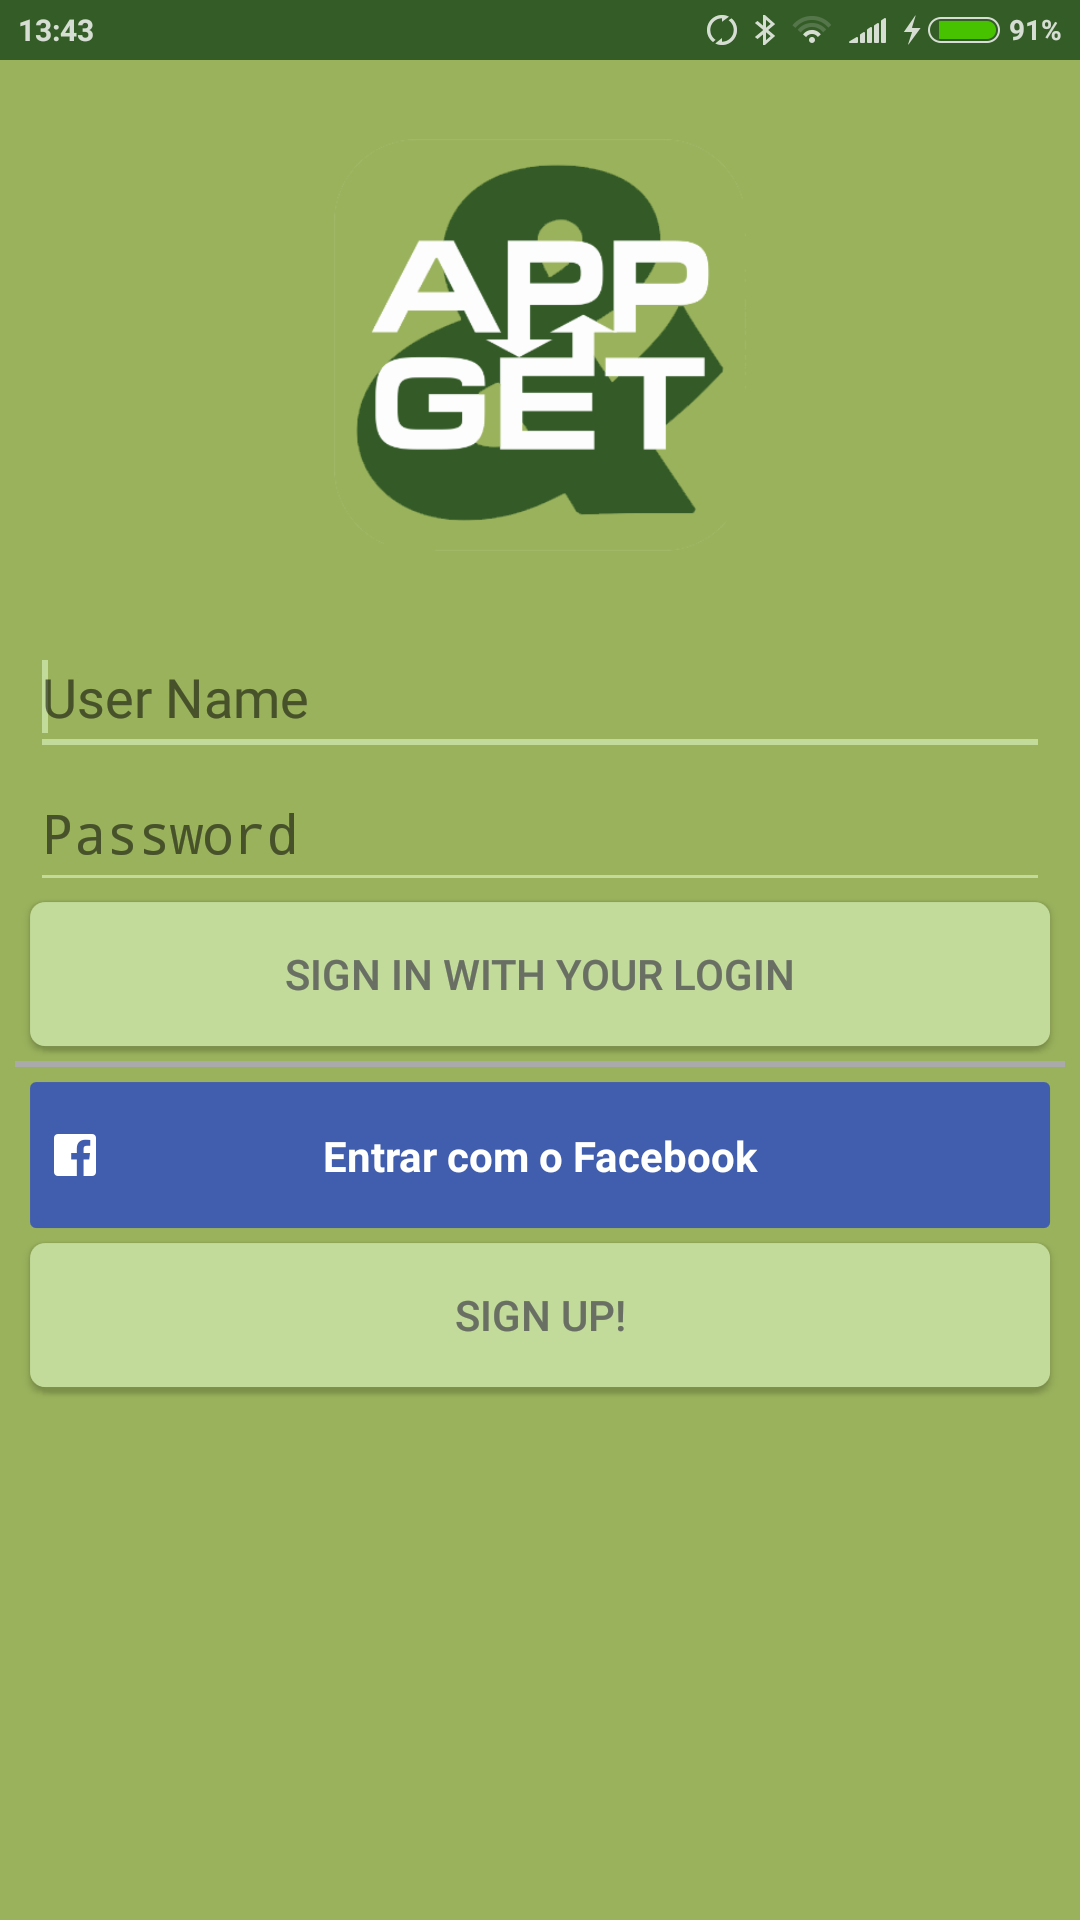 13:43
91%
APP
GET
User Name
Password
SIGN IN WITH YOUR LOGIN
Entrar com o Facebook
SIGN UP!